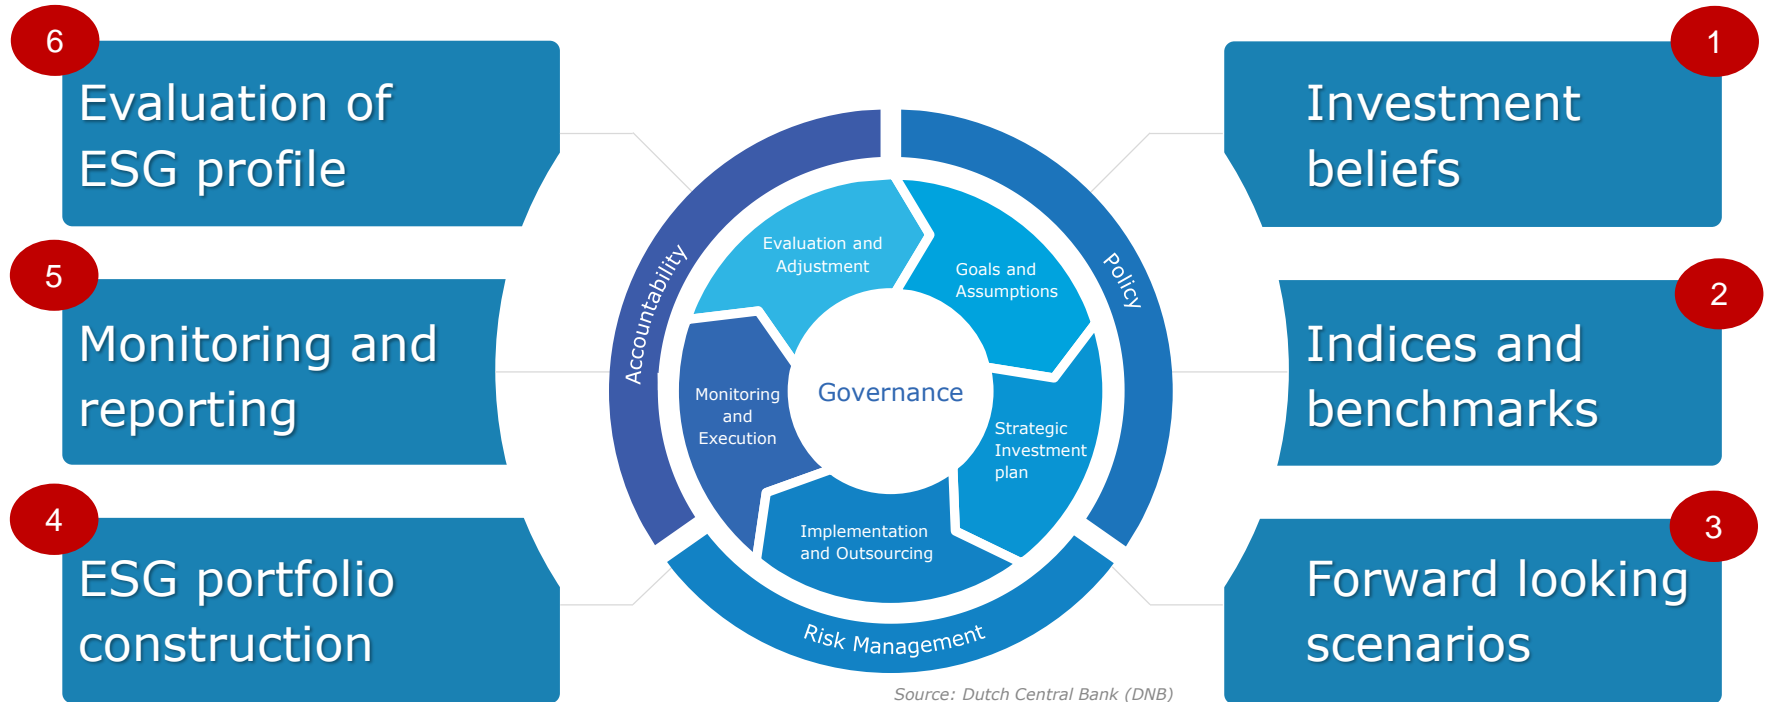 6
Evaluation of
ESG profile
5
Monitoring and
reporting
4
ESG portfolio
construction
Accountability
Policy
Risk Management
Evaluation and
Adjustment
Goals and
Assumptions
Strategic
Investment
plan
Implementation
and Outsourcing
Monitoring
and
Execution
Governance
1
Investment
beliefs
2
Indices and
benchmarks
3
Forward looking
scenarios
Source: Dutch Central Bank (DNB)